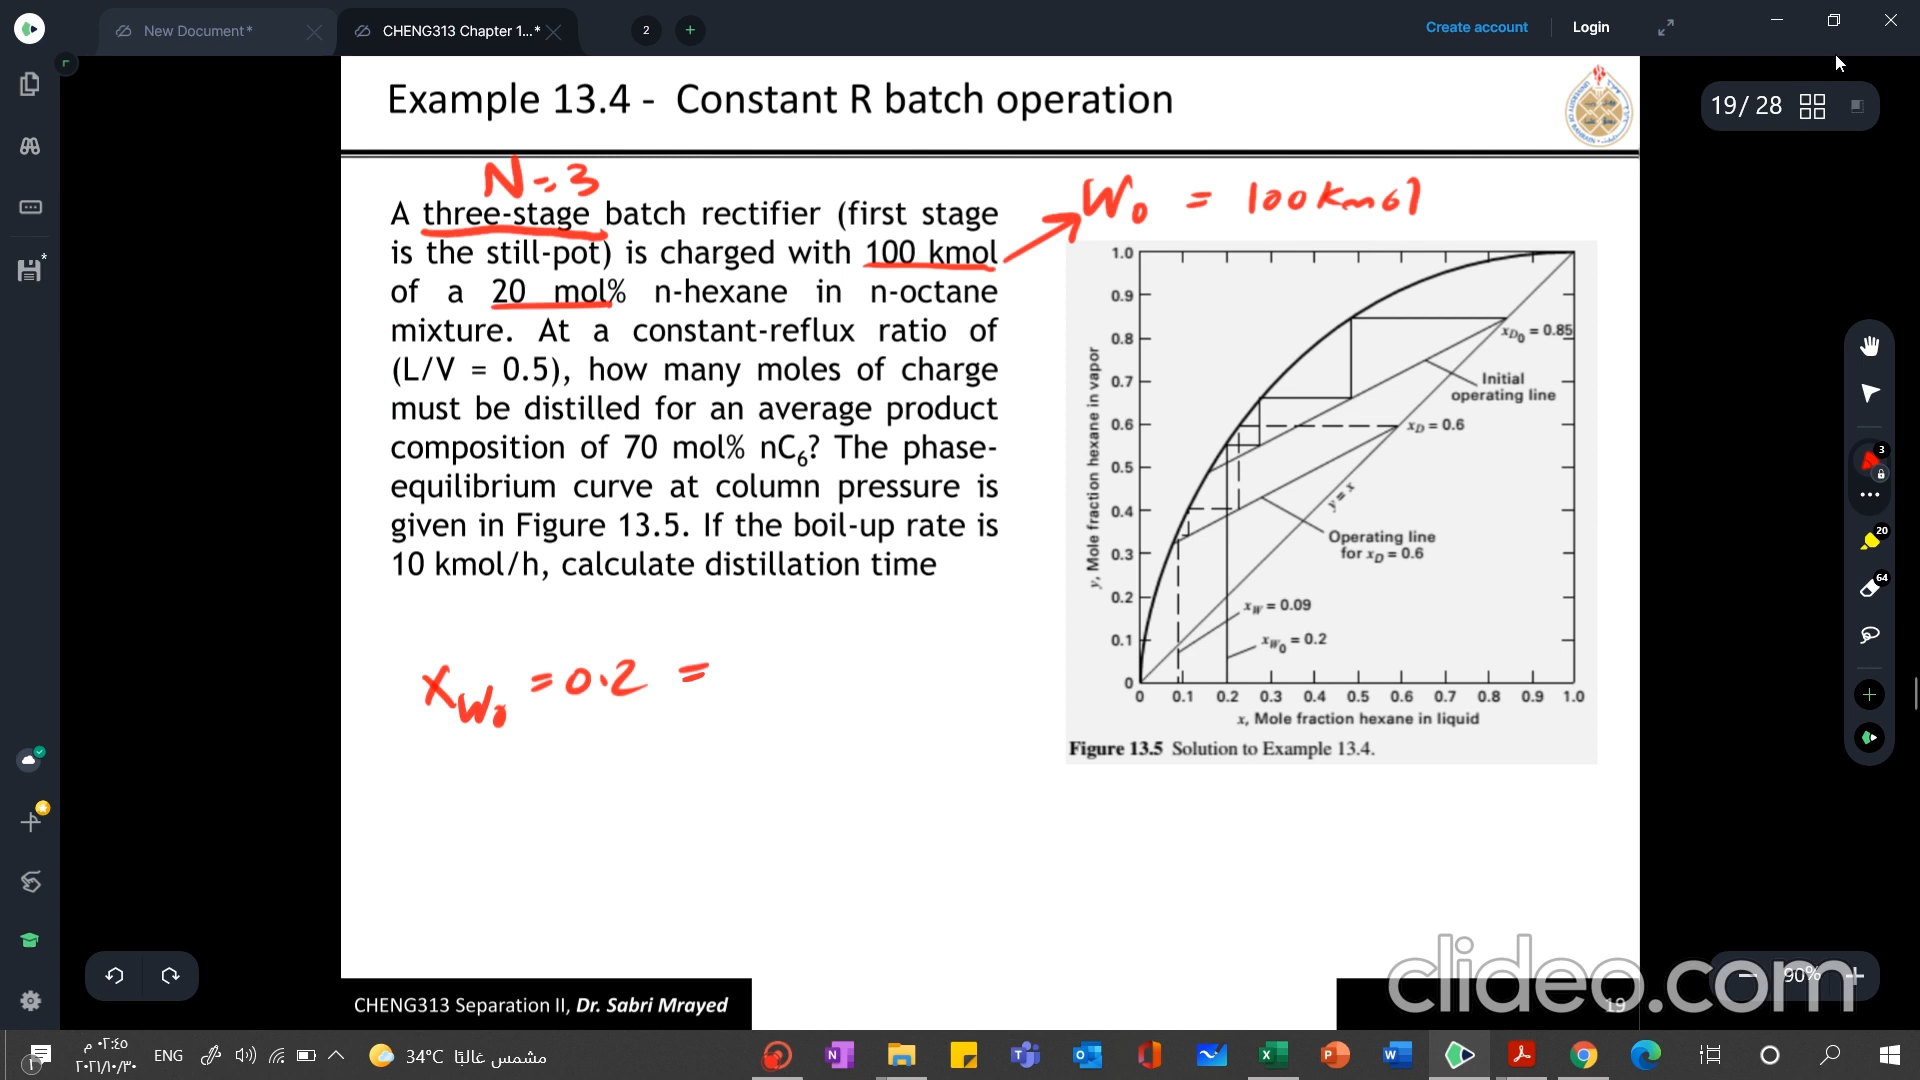 New Document*
CHENG313 Chapter 1...*
2
Create account
Login
Example 13.4 - Constant R batch operation
19/ 28
N=3
W₀ = 100 kmol
A three-stage batch rectifier (first stage
is the still-pot) is charged with 100 kmol
of a 20 mol% n-hexane in n-octane
mixture. At a constant-reflux ratio of
(L/V = 0.5), how many moles of charge
must be distilled for an average product
composition of 70 mol% nC₆? The phase-
equilibrium curve at column pressure is
given in Figure 13.5. If the boil-up rate is
10 kmol/h, calculate distillation time
x_W₀ = 0.2 =
1.0
0.9
0.8
0.7
0.6
0.5
0.4
0.3
0.2
0.1
0
y, Mole fraction hexane in vapor
x_D₀ = 0.85
Initial
operating line
x_D = 0.6
y = x
Operating line
for x_D = 0.6
x_W = 0.09
x_W₀ = 0.2
0 0.1 0.2 0.3 0.4 0.5 0.6 0.7 0.8 0.9 1.0
x, Mole fraction hexane in liquid
Figure 13.5 Solution to Example 13.4.
3
20
64
CHENG313 Separation II, Dr. Sabri Mrayed
19
90%
clideo.com
٠٢:٤٥ م
٢٠٢١/١٠/٣٠
ENG
34°C مشمس غالبًا